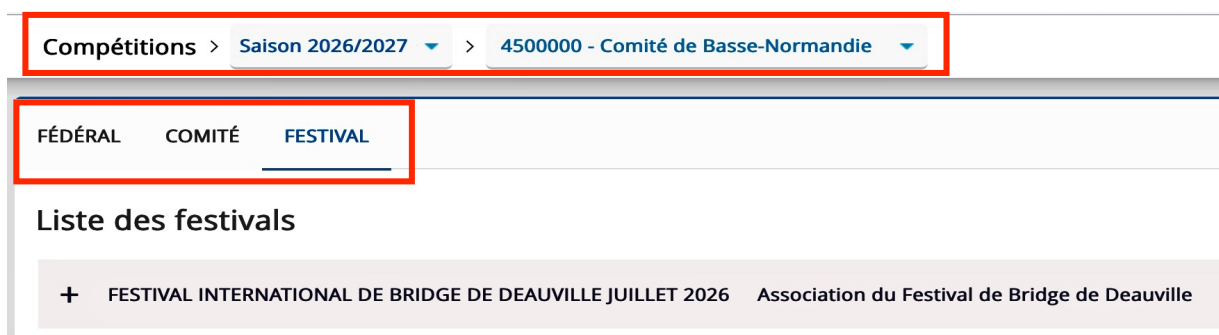 Compétitions > Saison 2026/2027 > 4500000 - Comité de Basse-Normandie
FÉDÉRAL COMITÉ FESTIVAL
Liste des festivals
+ FESTIVAL INTERNATIONAL DE BRIDGE DE DEAUVILLE JUILLET 2026 Association du Festival de Bridge de Deauville